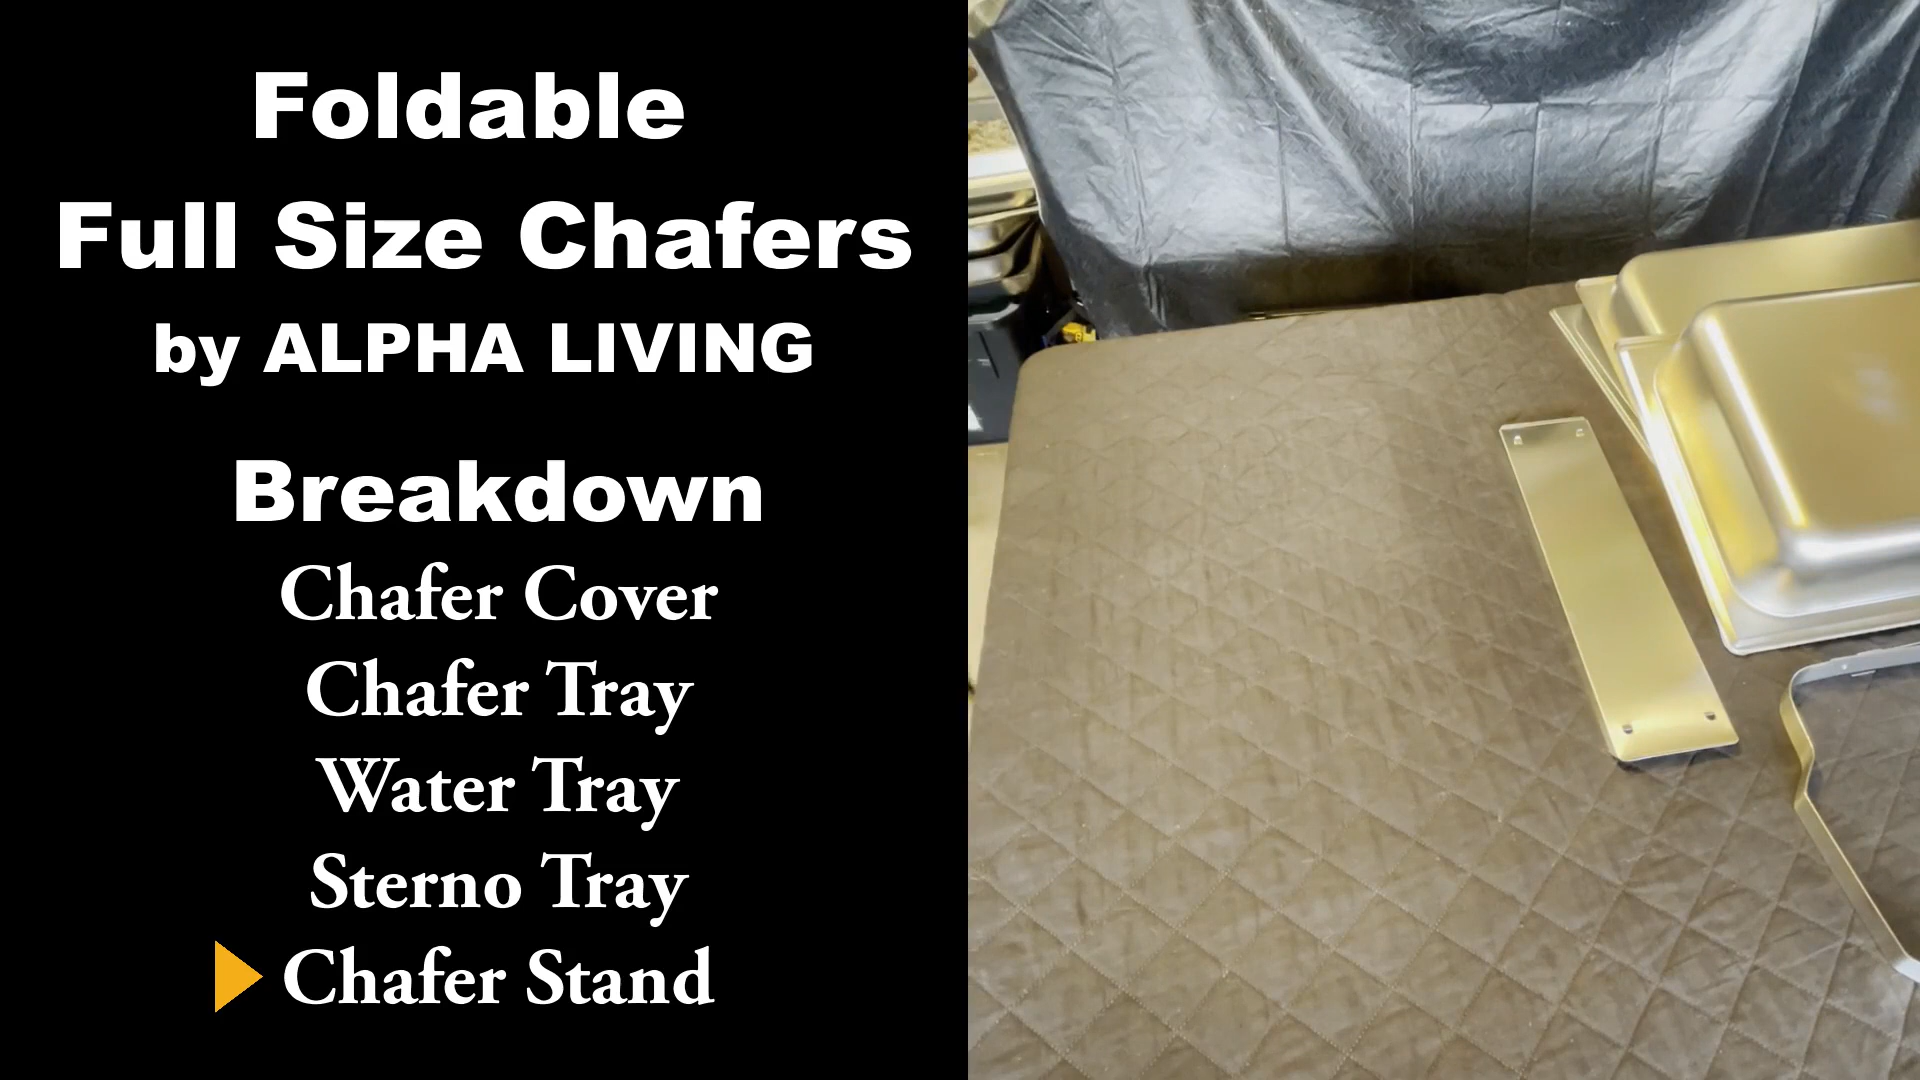 Foldable
Full Size Chafers
by ALPHA LIVING
Breakdown
Chafer Cover
Chafer Tray
Water Tray
Sterno Tray
Chafer Stand